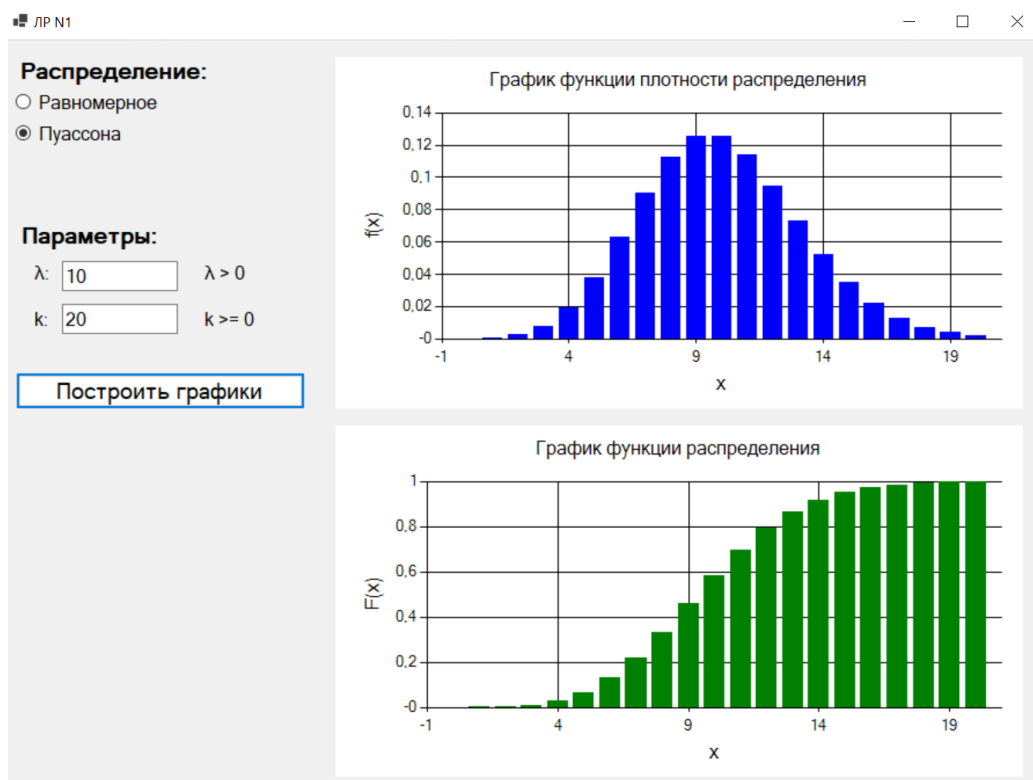 ЛР N1
Распределение:
Равномерное
Пуассона
Параметры:
λ: 10 λ > 0
k: 20 k >= 0
Построить графики
График функции плотности распределения
f(x)
0,14
0,12
0,1
0,08
0,06
0,04
0,02
-0
-1 4 9 14 19
x
График функции распределения
F(x)
1
0,8
0,6
0,4
0,2
-0
-1 4 9 14 19
x